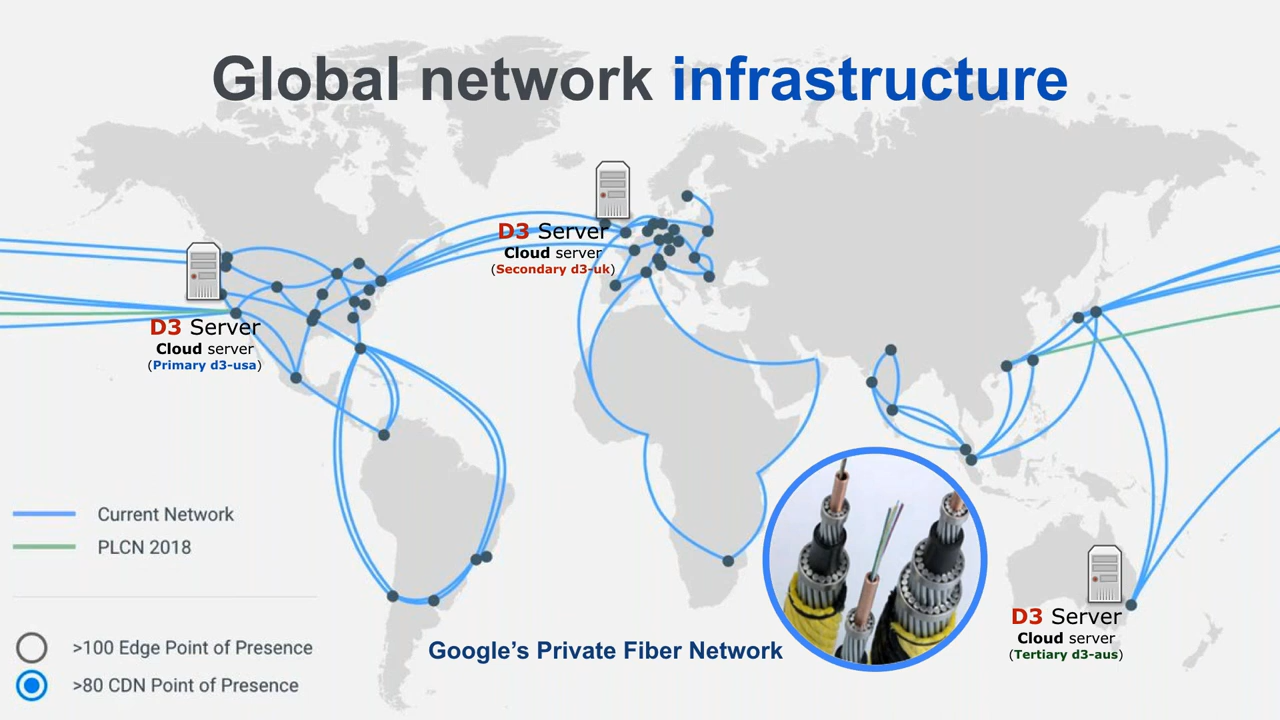 Global network infrastructure
D3 Server
Cloud server
(Secondary d3-uk)
D3 Server
Cloud server
(Primary d3-usa)
Current Network
PLCN 2018
>100 Edge Point of Presence
>80 CDN Point of Presence
Google’s Private Fiber Network
D3 Server
Cloud server
(Tertiary d3-aus)